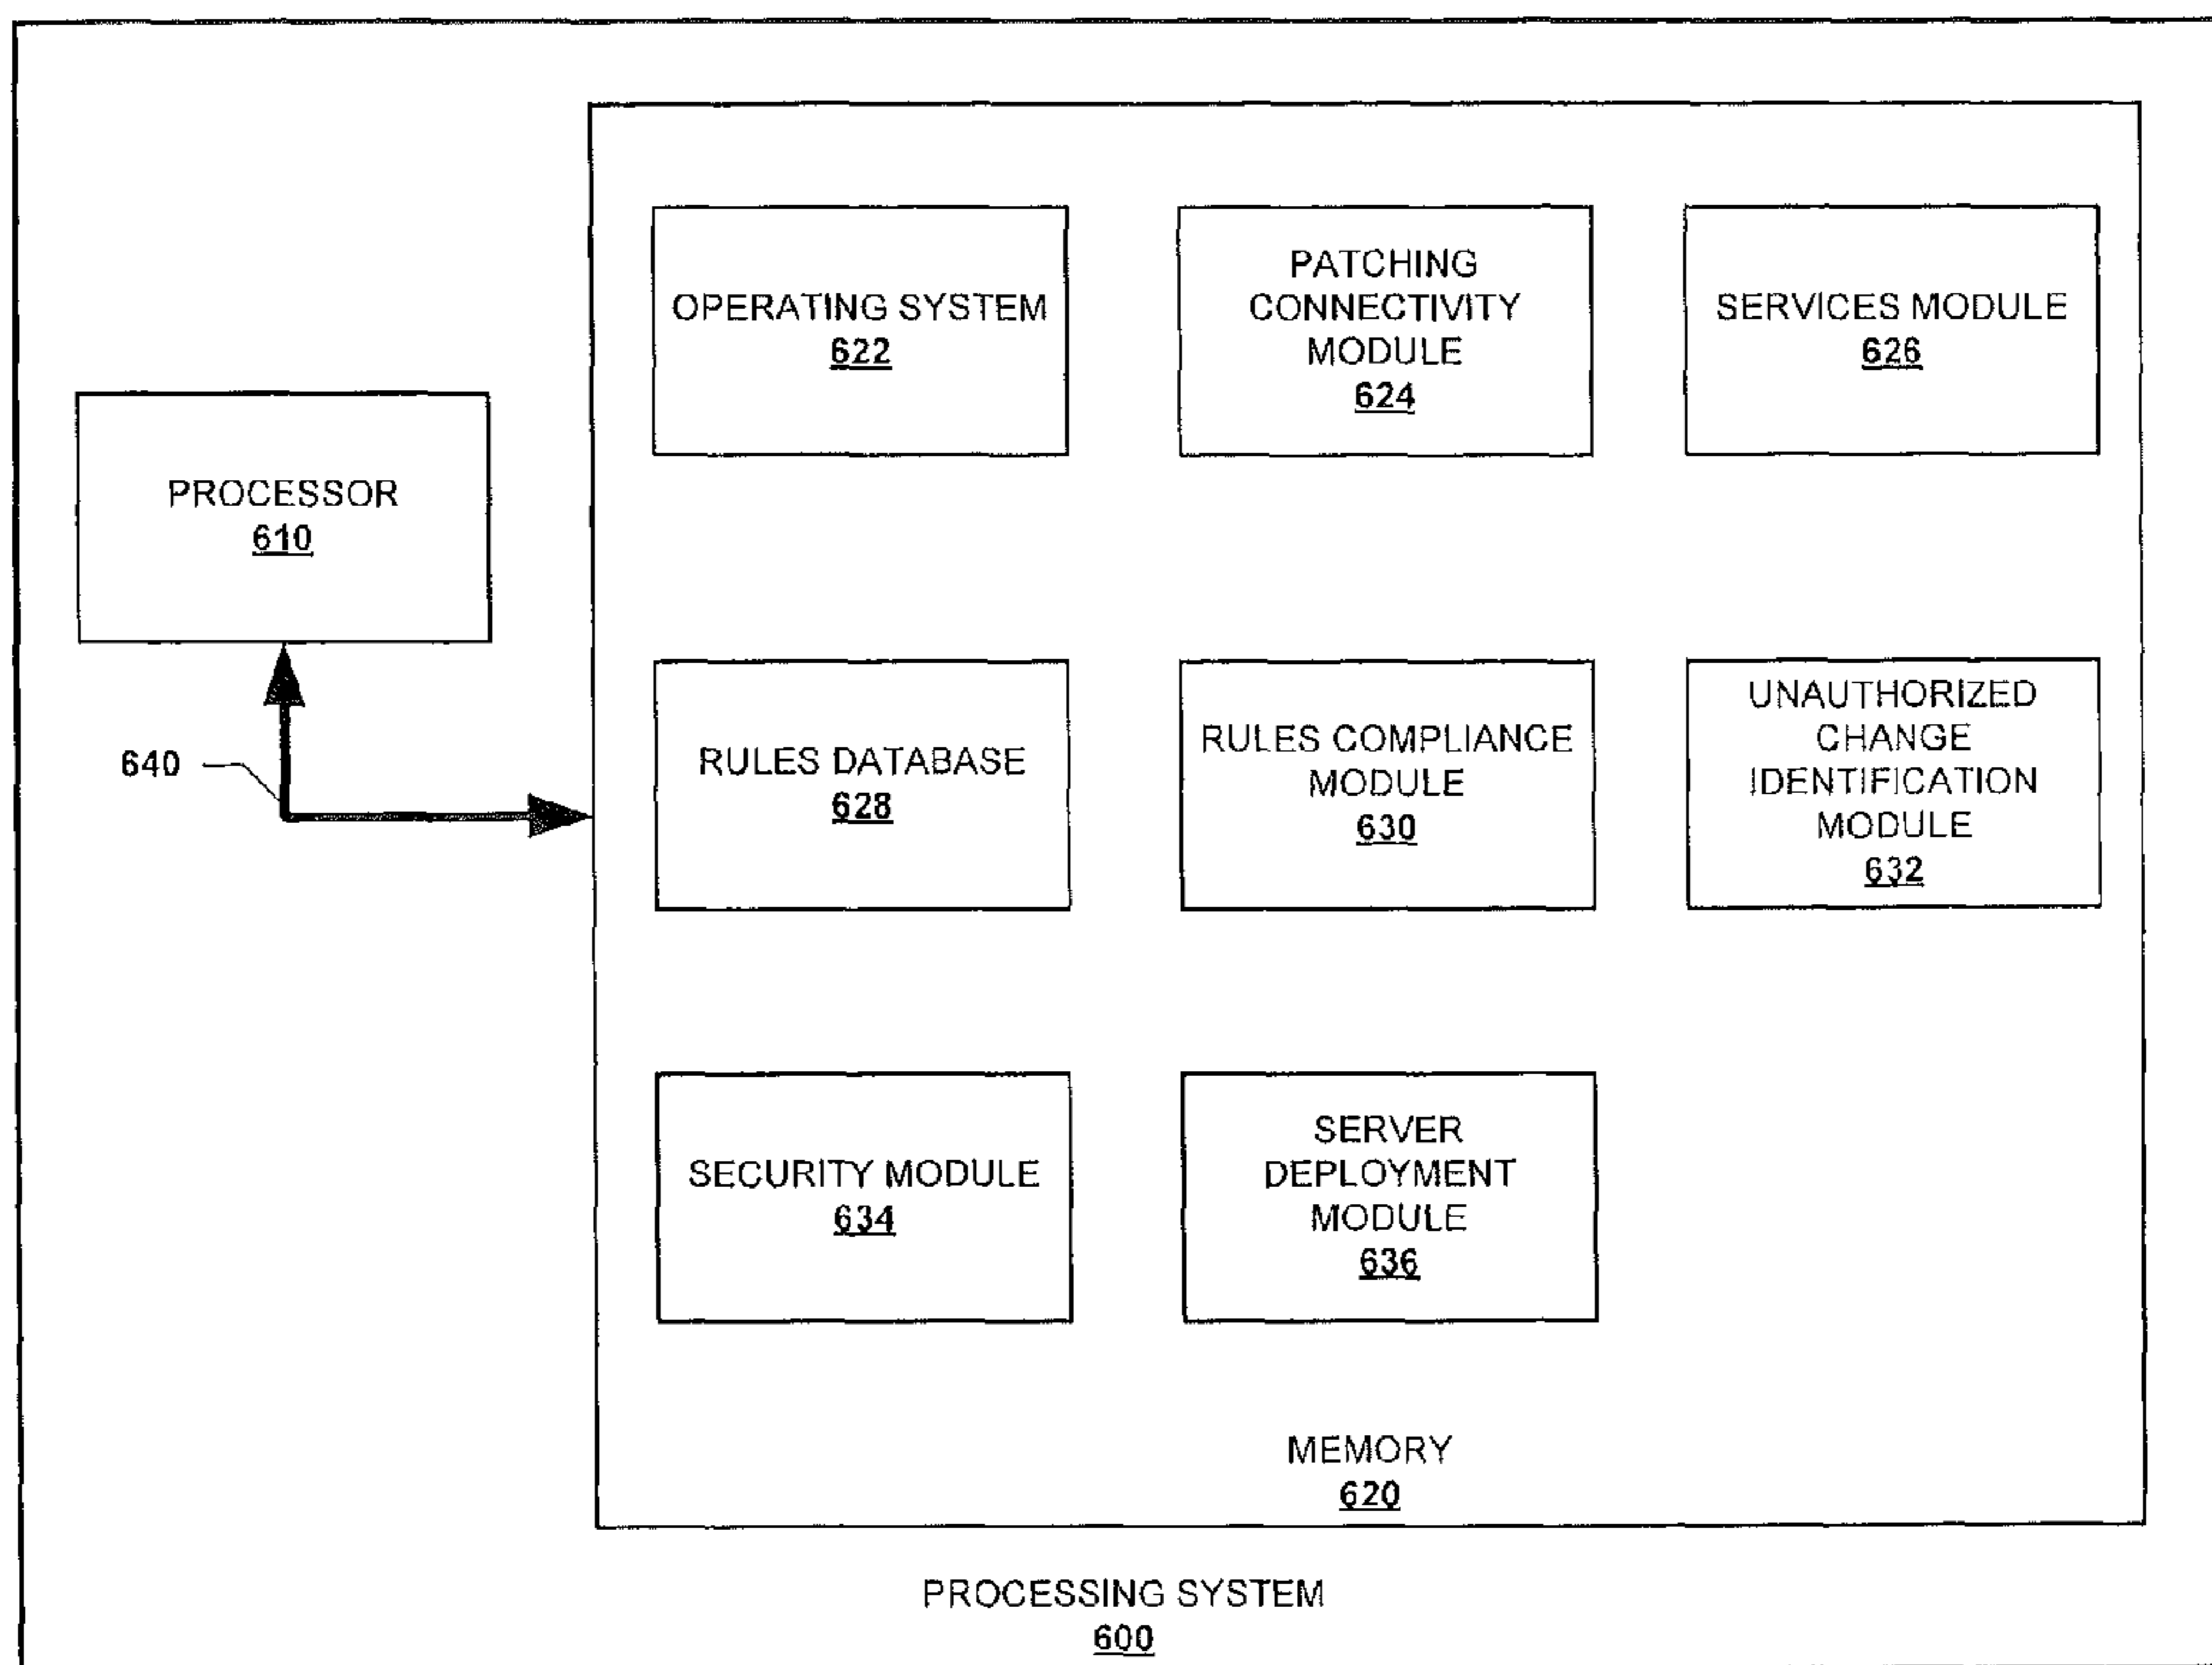 OPERATING SYSTEM
622
PATCHING
CONNECTIVITY
MODULE
624
SERVICES MODULE
626
PROCESSOR
610
640
RULES DATABASE
628
RULES COMPLIANCE
MODULE
630
UNAUTHORIZED
CHANGE
IDENTIFICATION
MODULE
632
SECURITY MODULE
634
SERVER
DEPLOYMENT
MODULE
636
MEMORY
620
PROCESSING SYSTEM
600